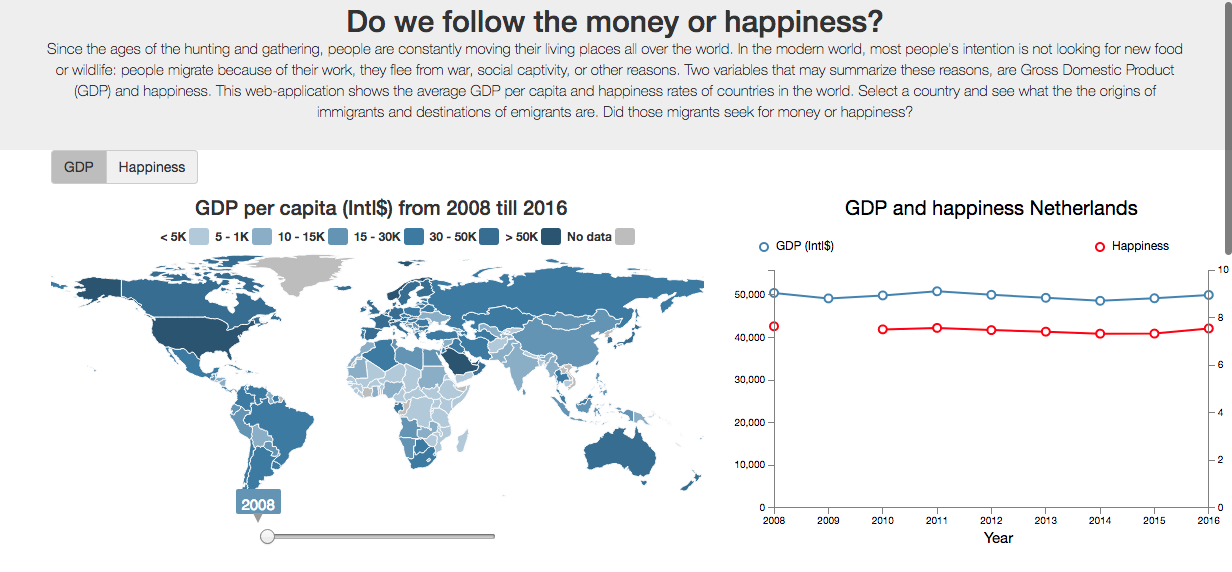 Do we follow the money or happiness?
Since the ages of the hunting and gathering, people are constantly moving their living places all over the world. In the modern world, most people's intention is not looking for new food
or wildlife: people migrate because of their work, they flee from war, social captivity, or other reasons. Two variables that may summarize these reasons, are Gross Domestic Product
(GDP) and happiness. This web-application shows the average GDP per capita and happiness rates of countries in the world. Select a country and see what the the origins of
immigrants and destinations of emigrants are. Did those migrants seek for money or happiness?
GDP Happiness
GDP per capita (Intl$) from 2008 till 2016
< 5K 5 - 1K 10 - 15K 15 - 30K 30 - 50K > 50K No data
2008
GDP and happiness Netherlands
GDP (Intl$) Happiness
50,000
40,000
30,000
20,000
10,000
0
10
8
6
4
2
0
2008 2009 2010 2011 2012 2013 2014 2015 2016
Year